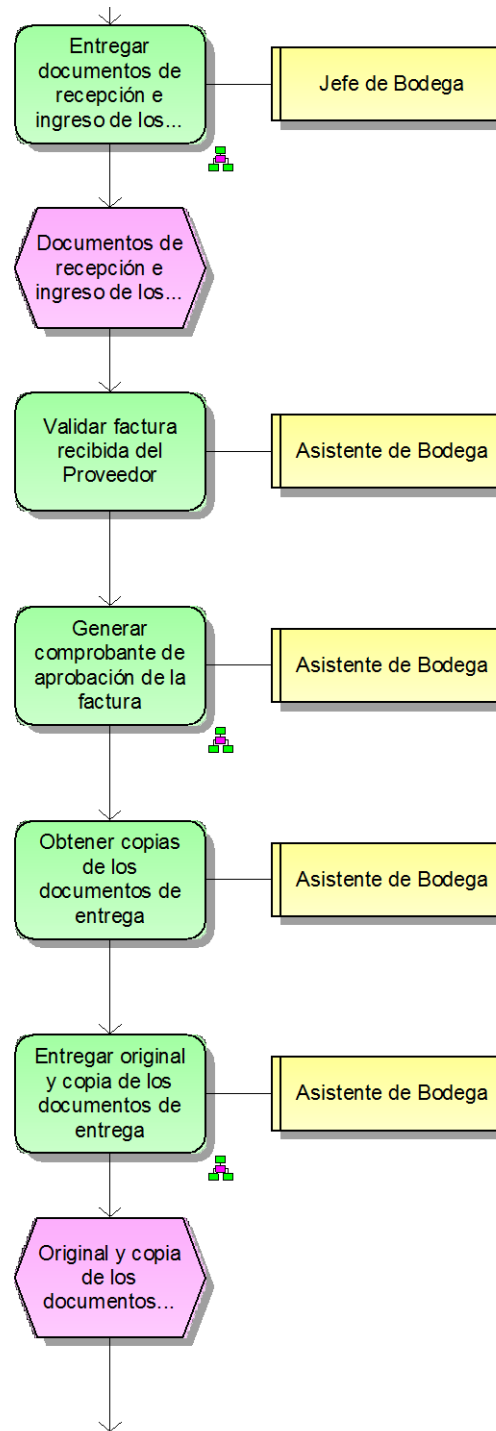 Entregar
documentos de
recepción e
ingreso de los...
Jefe de Bodega
Documentos de
recepción e
ingreso de los...
Validar factura
recibida del
Proveedor
Asistente de Bodega
Generar
comprobante de
aprobación de la
factura
Asistente de Bodega
Obtener copias
de los
documentos de
entrega
Asistente de Bodega
Entregar original
y copia de los
documentos de
entrega
Asistente de Bodega
Original y copia
de los
documentos...